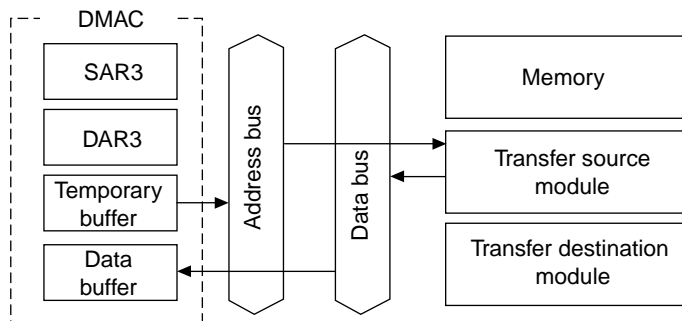 DMAC
SAR3
DAR3
Temporary
buffer
Data
buffer
Address bus
Data bus
Memory
Transfer source
module
Transfer destination
module